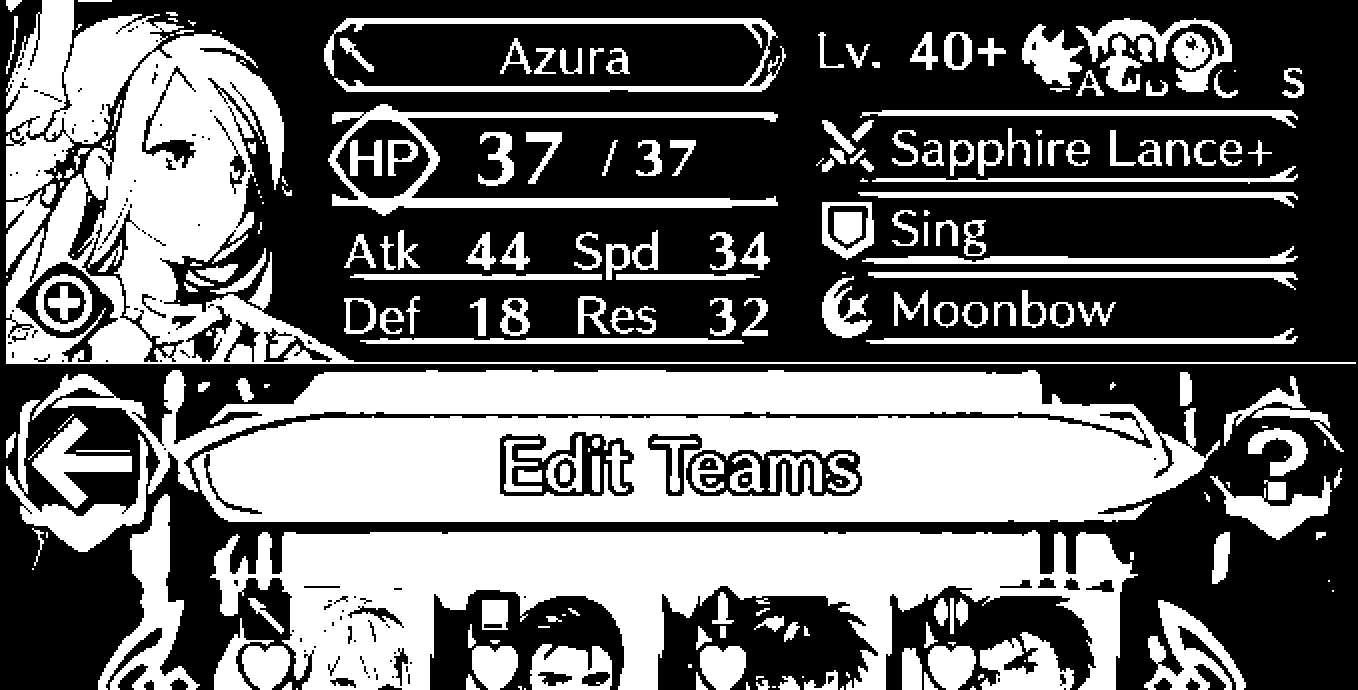 Azura
Lv. 40+
A B C S
HP 37 / 37
Sapphire Lance+
Atk 44 Spd 34
Sing
Def 18 Res 32
Moonbow
Edit Teams
?